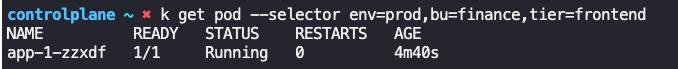 controlplane ~ ✖ k get pod --selector env=prod,bu=finance,tier=frontend
NAME          READY   STATUS    RESTARTS   AGE
app-1-zzxdf   1/1     Running   0          4m40s